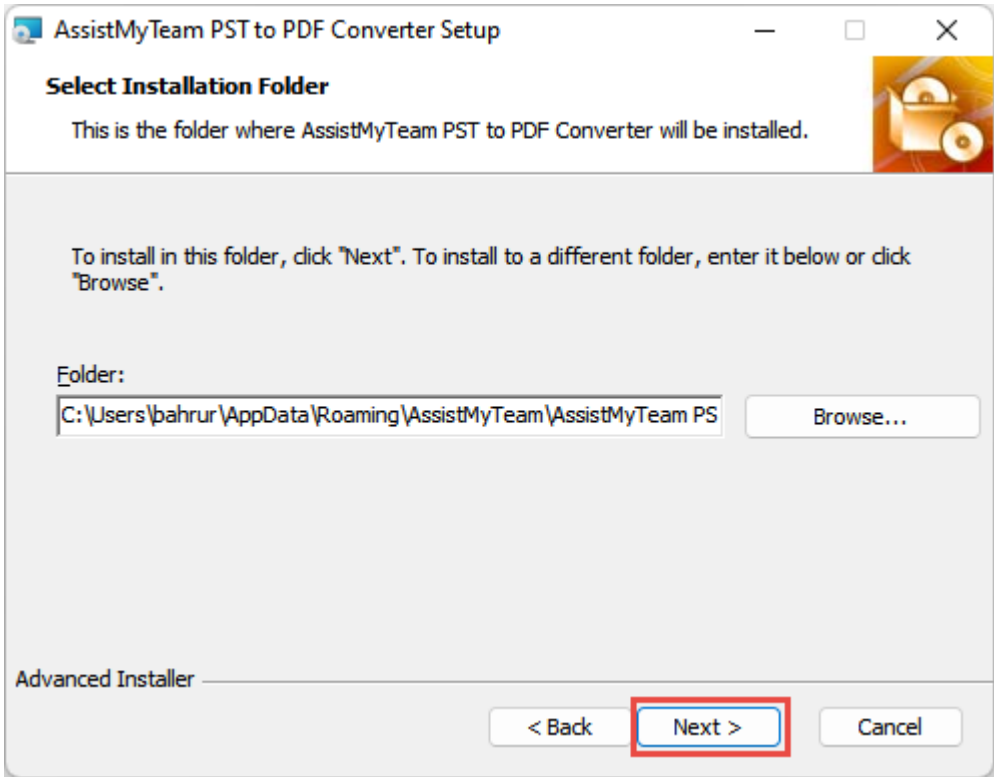 AssistMyTeam PST to PDF Converter Setup
Select Installation Folder
This is the folder where AssistMyTeam PST to PDF Converter will be installed.
To install in this folder, click "Next". To install to a different folder, enter it below or click
"Browse".
Folder:
C:\Users\bahrur\AppData\Roaming\AssistMyTeam\AssistMyTeam PS
Browse...
Advanced Installer
< Back
Next >
Cancel